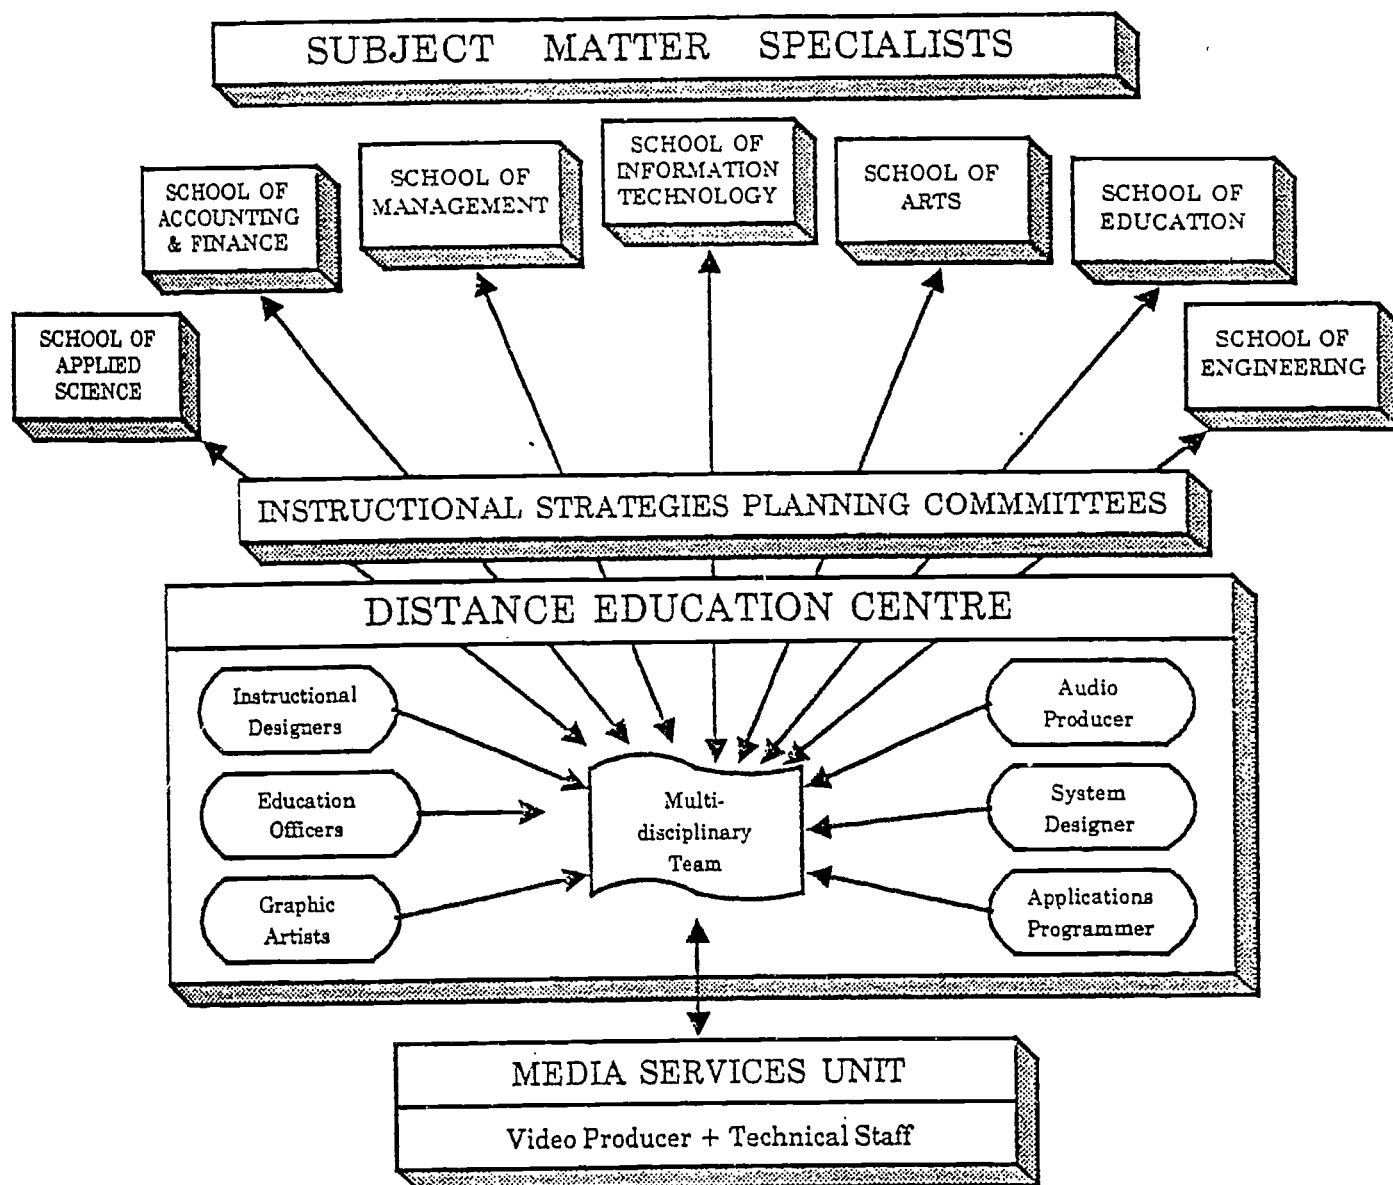 SUBJECT MATTER SPECIALISTS
SCHOOL OF
APPLIED
SCIENCE
SCHOOL OF
ACCOUNTING
& FINANCE
SCHOOL OF
MANAGEMENT
SCHOOL OF
INFORMATION
TECHNOLOGY
SCHOOL OF
ARTS
SCHOOL OF
EDUCATION
SCHOOL OF
ENGINEERING
INSTRUCTIONAL STRATEGIES PLANNING COMMMITTEES
DISTANCE EDUCATION CENTRE
Instructional
Designers
Education
Officers
Graphic
Artists
Multi-
disciplinary
Team
Audio
Producer
System
Designer
Applications
Programmer
MEDIA SERVICES UNIT
Video Producer + Technical Staff